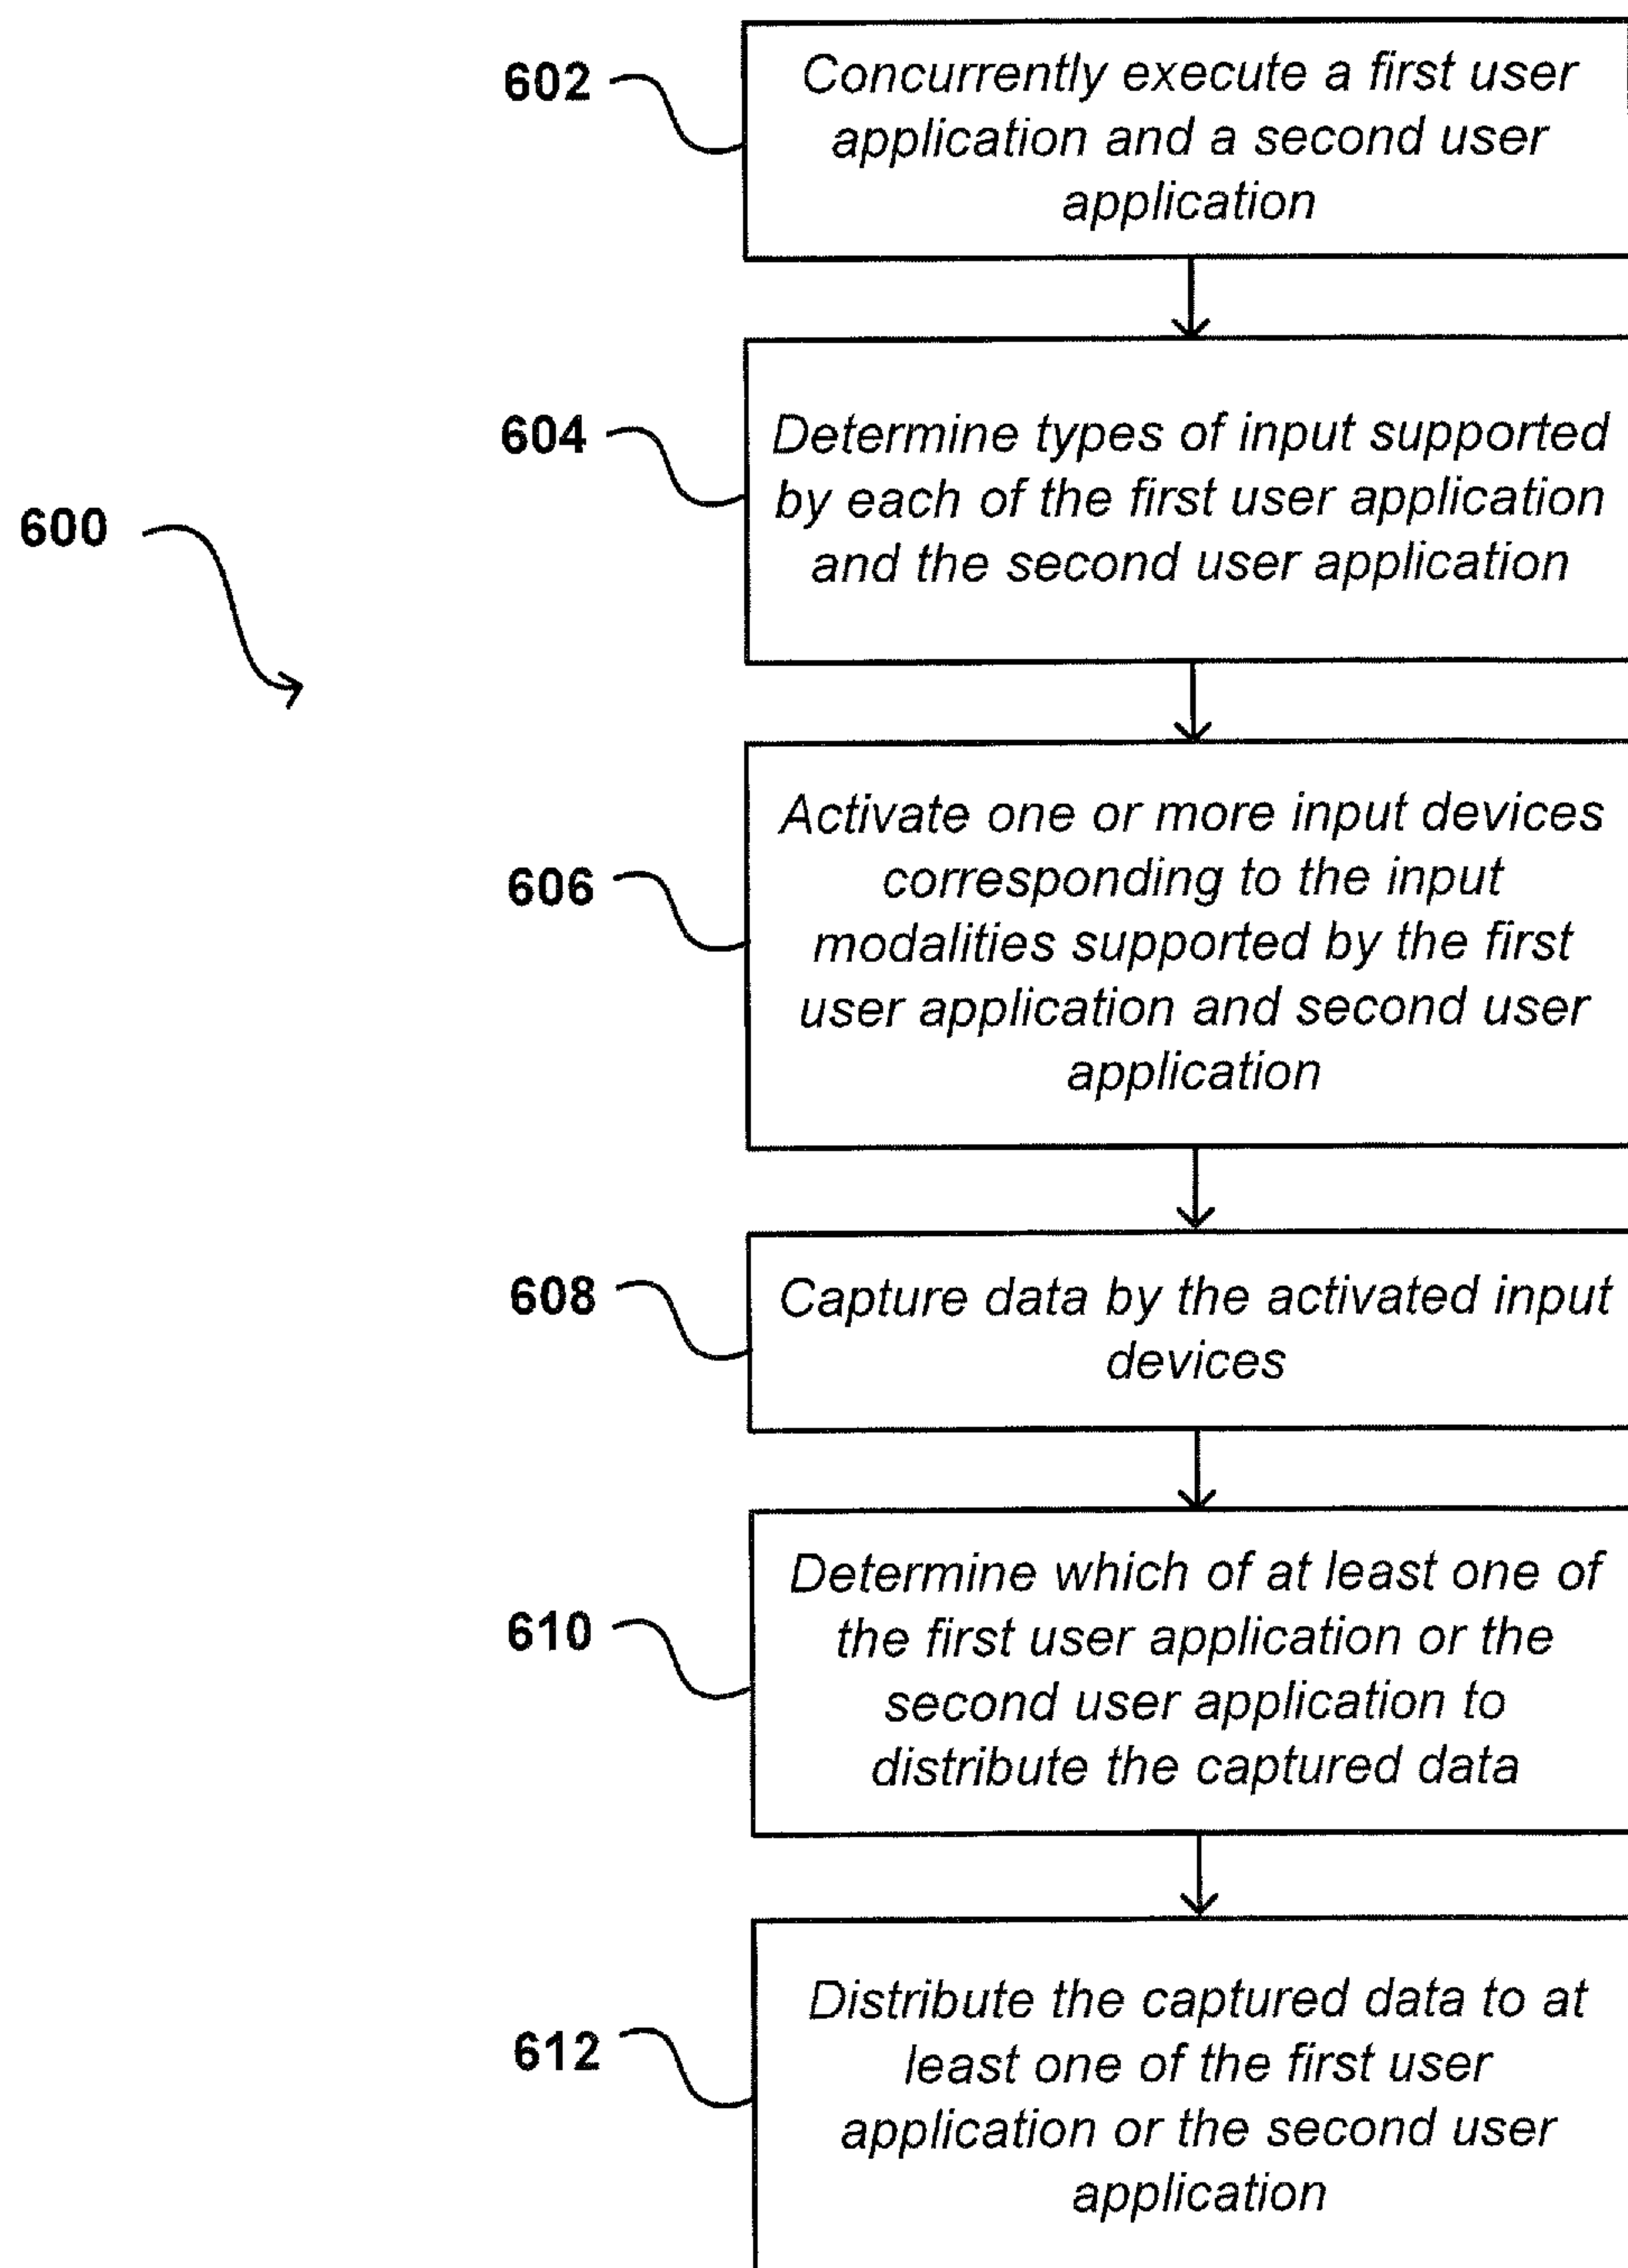 602
Concurrently execute a first user
application and a second user
application
604
Determine types of input supported
by each of the first user application
and the second user application
600
606
Activate one or more input devices
corresponding to the input
modalities supported by the first
user application and second user
application
608
Capture data by the activated input
devices
610
Determine which of at least one of
the first user application or the
second user application to
distribute the captured data
612
Distribute the captured data to at
least one of the first user
application or the second user
application